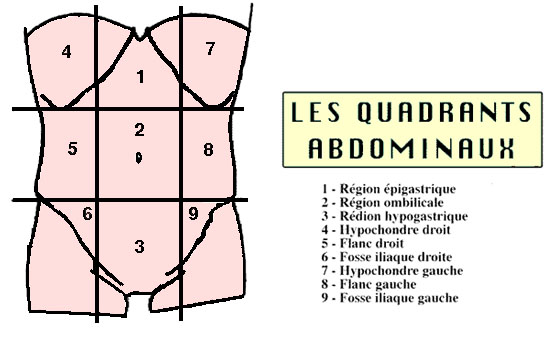 4
7
1
2
5
8
6
9
3
LES QUADRANTS
ABDOMINAUX
1 - Région épigastrique
2 - Région ombilicale
3 - Rédion hypogastrique
4 - Hypochondre droit
5 - Flanc droit
6 - Fosse iliaque droite
7 - Hypochondre gauche
8 - Flanc gauche
9 - Fosse iliaque gauche